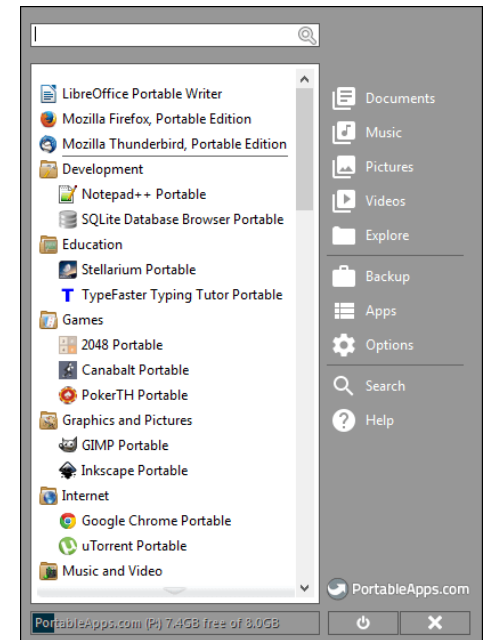 LibreOffice Portable Writer
Mozilla Firefox, Portable Edition
Mozilla Thunderbird, Portable Edition
Development
Notepad++ Portable
SQLite Database Browser Portable
Education
Stellarium Portable
TypeFaster Typing Tutor Portable
Games
2048 Portable
Canabalt Portable
PokerTH Portable
Graphics and Pictures
GIMP Portable
Inkscape Portable
Internet
Google Chrome Portable
uTorrent Portable
Music and Video
Documents
Music
Pictures
Videos
Explore
Backup
Apps
Options
Search
Help
PortableApps.com
PortableApps.com (P:) 7.4GB free of 8.0GB